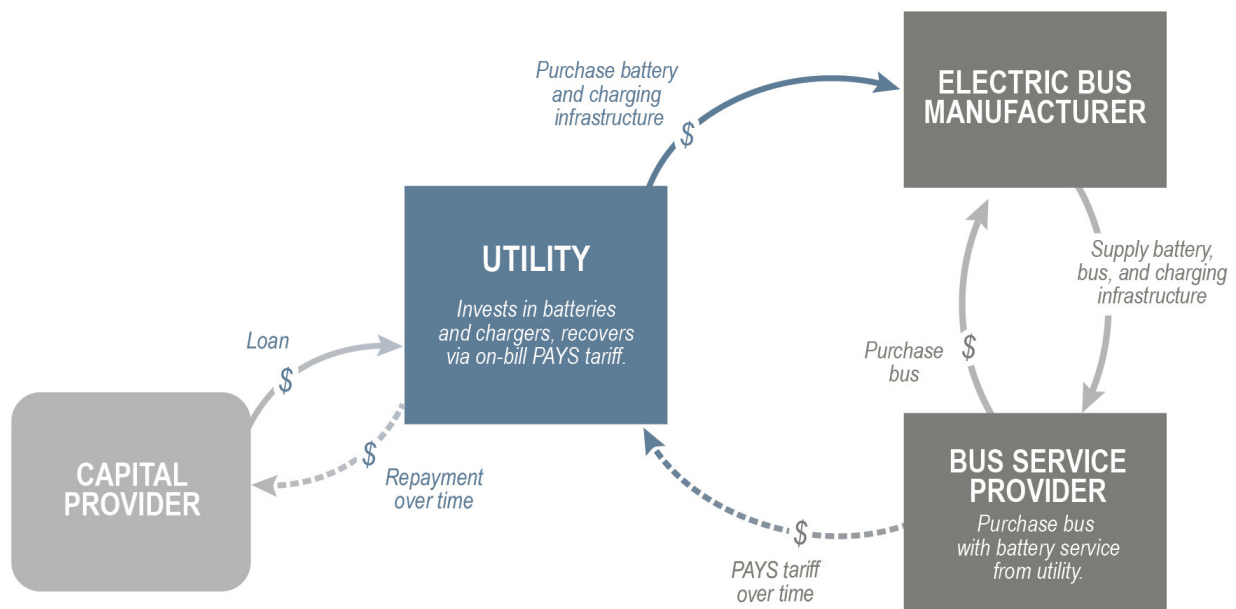 Purchase battery
and charging
infrastructure
$
ELECTRIC BUS
MANUFACTURER
UTILITY
Invests in batteries
and chargers, recovers
via on-bill PAYS tariff.
Supply battery,
bus, and charging
infrastructure
Loan
$
Purchase
bus
$
CAPITAL
PROVIDER
$
Repayment
over time
BUS SERVICE
PROVIDER
Purchase bus
with battery service
from utility.
$
PAYS tariff
over time